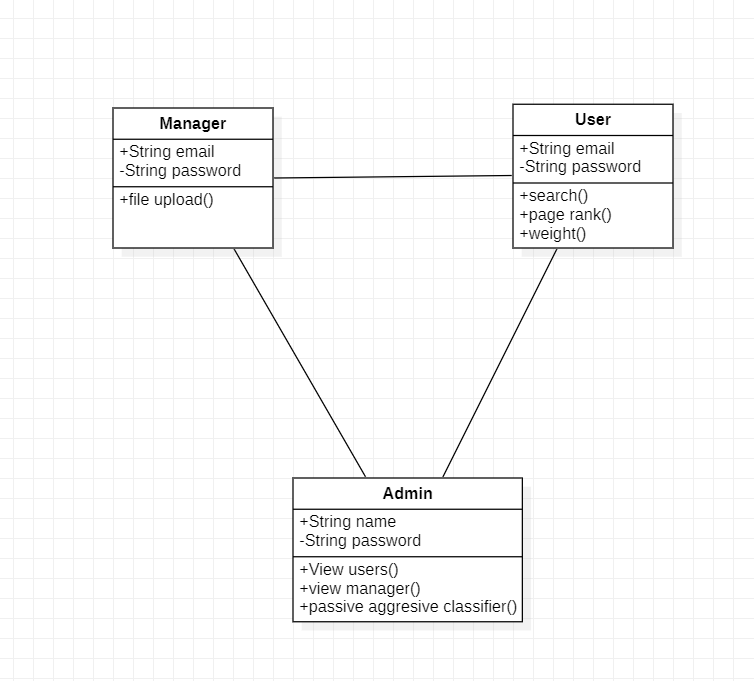 Manager
+String email
-String password
+file upload()
User
+String email
-String password
+search()
+page rank()
+weight()
Admin
+String name
-String password
+View users()
+view manager()
+passive aggresive classifier()